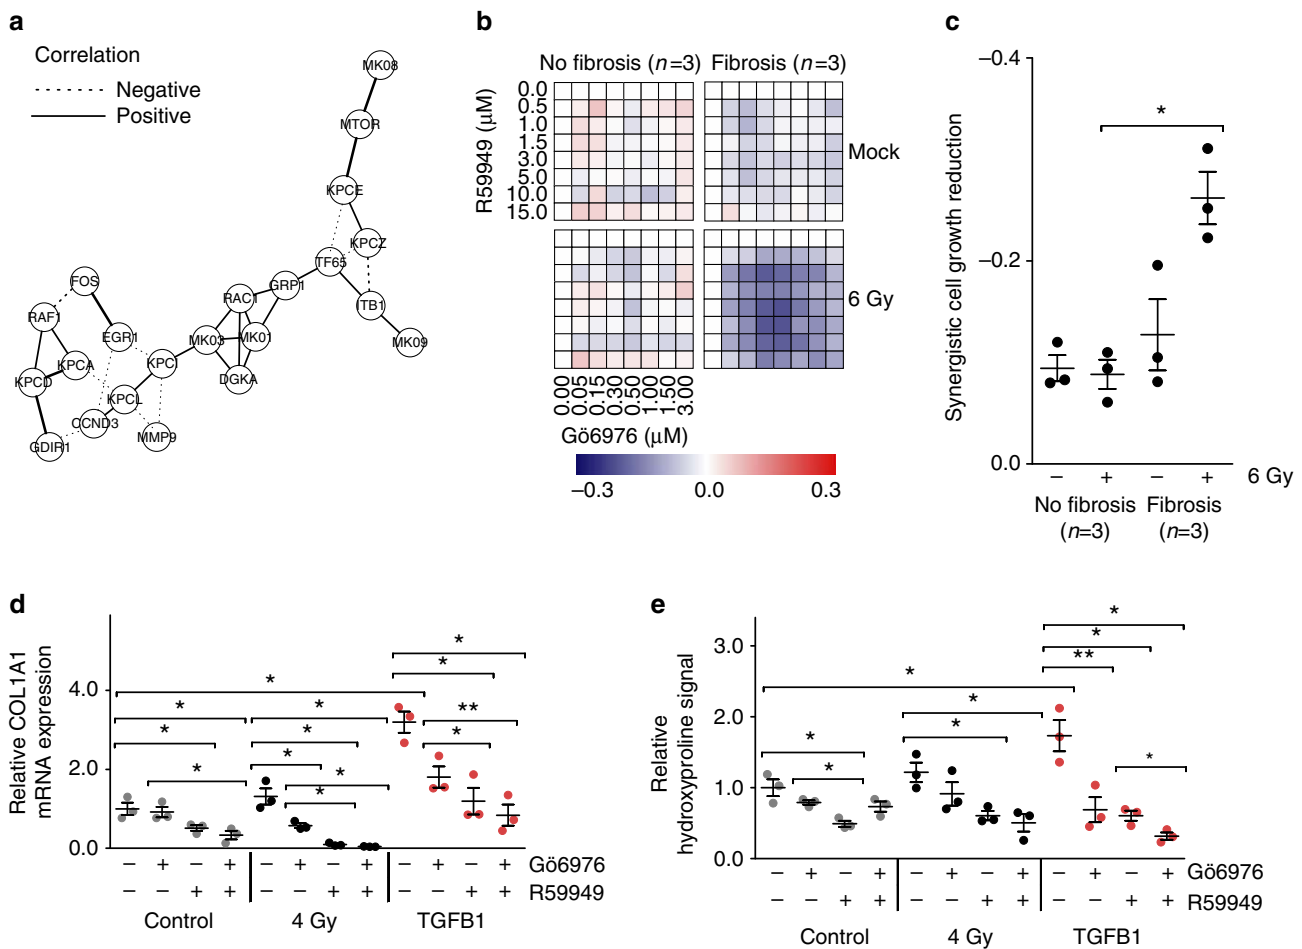 a
Correlation
Negative
Positive
MK08
MTOR
KPCE
KPCZ
TF65
GRP1
ITB1
MK09
RAC1
MK03
MK01
DGKA
FOS
RAF1
EGR1
KPCA
KPCI
KPCD
KPCL
CCND3
GDIR1
MMP9
b
No fibrosis (n=3)
Fibrosis (n=3)
R59949 (μM)
0.0
0.5
1.0
1.5
3.0
5.0
10.0
15.0
Mock
6 Gy
0.00
0.05
0.15
0.30
0.50
1.00
1.50
3.00
Gö6976 (μM)
−0.3
0.0
0.3
c
Synergistic cell growth reduction
−0.4
−0.2
0.0
*
− + − + 6 Gy
No fibrosis
(n=3)
Fibrosis
(n=3)
d
Relative COL1A1
mRNA expression
4.0
2.0
0.0
*
*
*
*
*
*
*
*
*
*
*
*
**
*
− + − + − + − + − + − + Gö6976
− − + + − − + + − − + + R59949
Control
4 Gy
TGFB1
e
Relative
hydroxyproline signal
3.0
2.0
1.0
0.0
*
*
**
*
*
*
*
*
*
− + − + − + − + − + − + Gö6976
− − + + − − + + − − + + R59949
Control
4 Gy
TGFB1